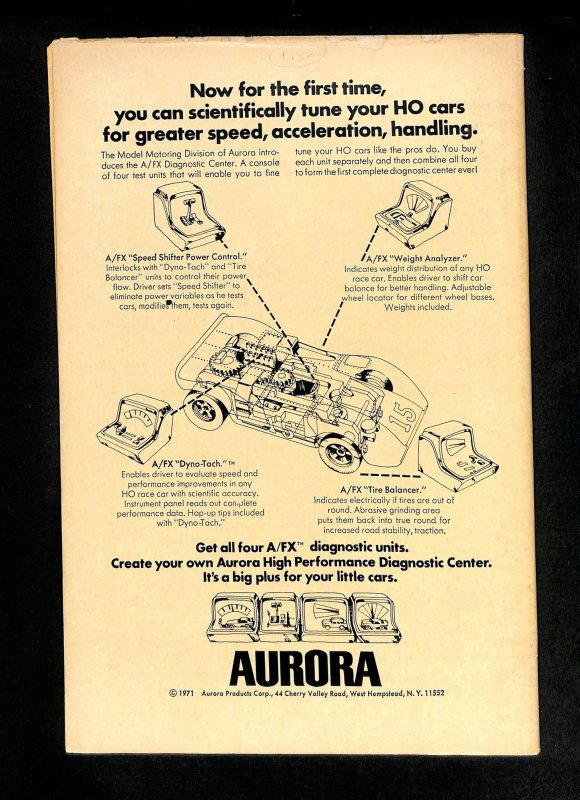 Now for the first time,
you can scientifically tune your HO cars
for greater speed, acceleration, handling.
The Model Motoring Division of Aurora intro-
duces the A/FX Diagnostic Center. A console
of four test units that will enable you to fine
tune your HO cars like the pros do. You buy
each unit separately and then combine all four
to form the first complete diagnostic center ever!
A/FX "Speed Shifter Power Control."
Interlocks with "Dyno-Tach" and "Tire
Balancer" units to control their power
flow. Driver sets "Speed Shifter" to
eliminate power variables as he tests
cars, modifies them, tests again.
A/FX "Weight Analyzer."
Indicates weight distribution of any HO
race car. Enables driver to shift car
balance for better handling. Adjustable
wheel locator for different wheel bases.
Weights included.
15
A/FX "Dyno-Tach."™
Enables driver to evaluate speed and
performance improvements in any
HO race car with scientific accuracy.
Instrument panel reads out complete
performance data. Hop-up tips included
with "Dyno-Tach."
A/FX "Tire Balancer."
Indicates electrically if tires are out of
round. Abrasive grinding area
puts them back into true round for
increased road stability, traction.
Get all four A/FX™ diagnostic units.
Create your own Aurora High Performance Diagnostic Center.
It's a big plus for your little cars.
AURORA
© 1971 Aurora Products Corp., 44 Cherry Valley Road, West Hempstead, N. Y. 11552